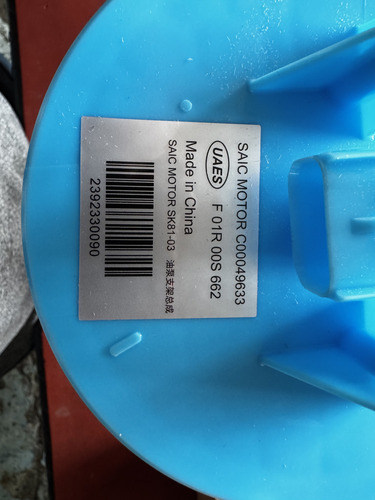 SAIC MOTOR C00049633
UAES F 01R 00S 662
Made in China
SAIC MOTOR SK81-03 油泵支架总成
2392330090